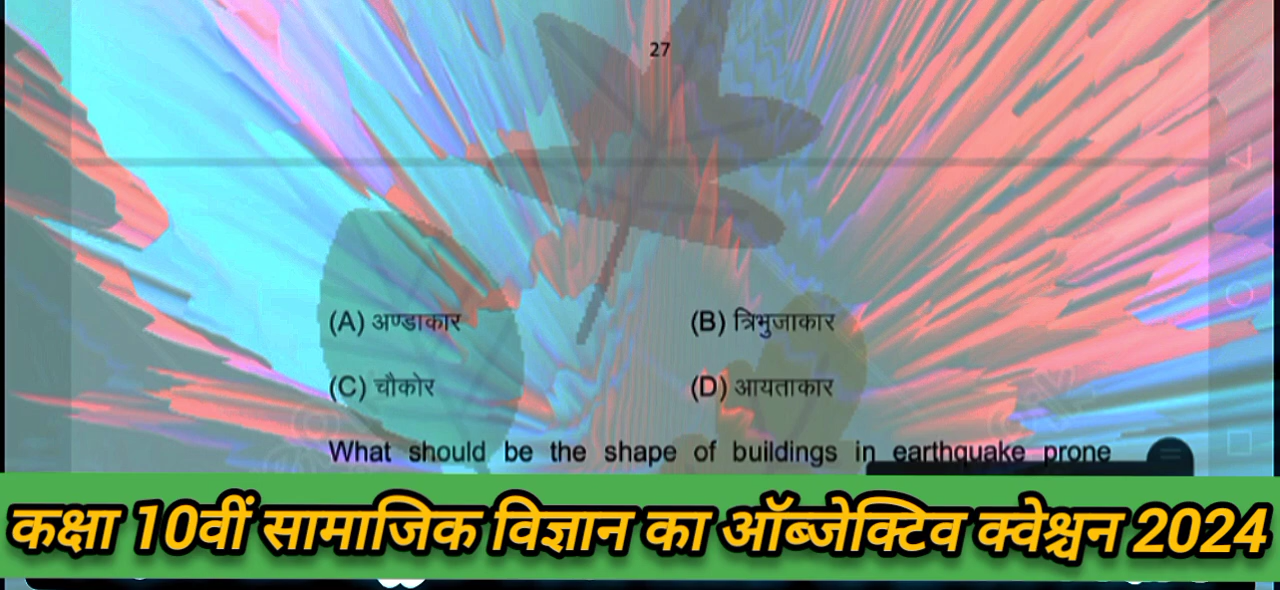 27
(A) अण्डाकार (B) त्रिभुजाकार
(C) चौकोर (D) आयताकार
What should be the shape of buildings in earthquake prone
कक्षा 10वीं सामाजिक विज्ञान का ऑब्जेक्टिव क्वेश्चन 2024